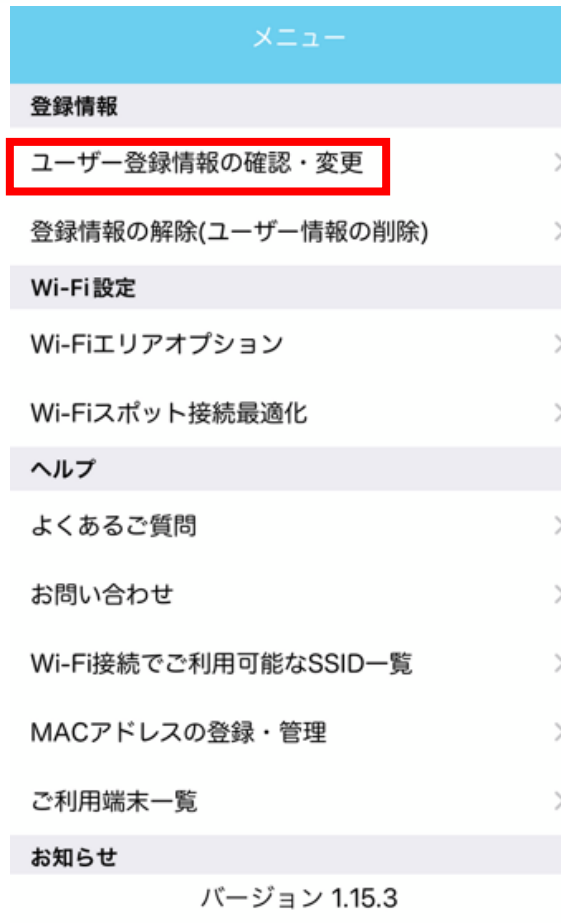 メニュー
登録情報
ユーザー登録情報の確認・変更
登録情報の解除(ユーザー情報の削除)
Wi-Fi設定
Wi-Fiエリアオプション
Wi-Fiスポット接続最適化
ヘルプ
よくあるご質問
お問い合わせ
Wi-Fi接続でご利用可能なSSID一覧
MACアドレスの登録・管理
ご利用端末一覧
お知らせ
バージョン 1.15.3